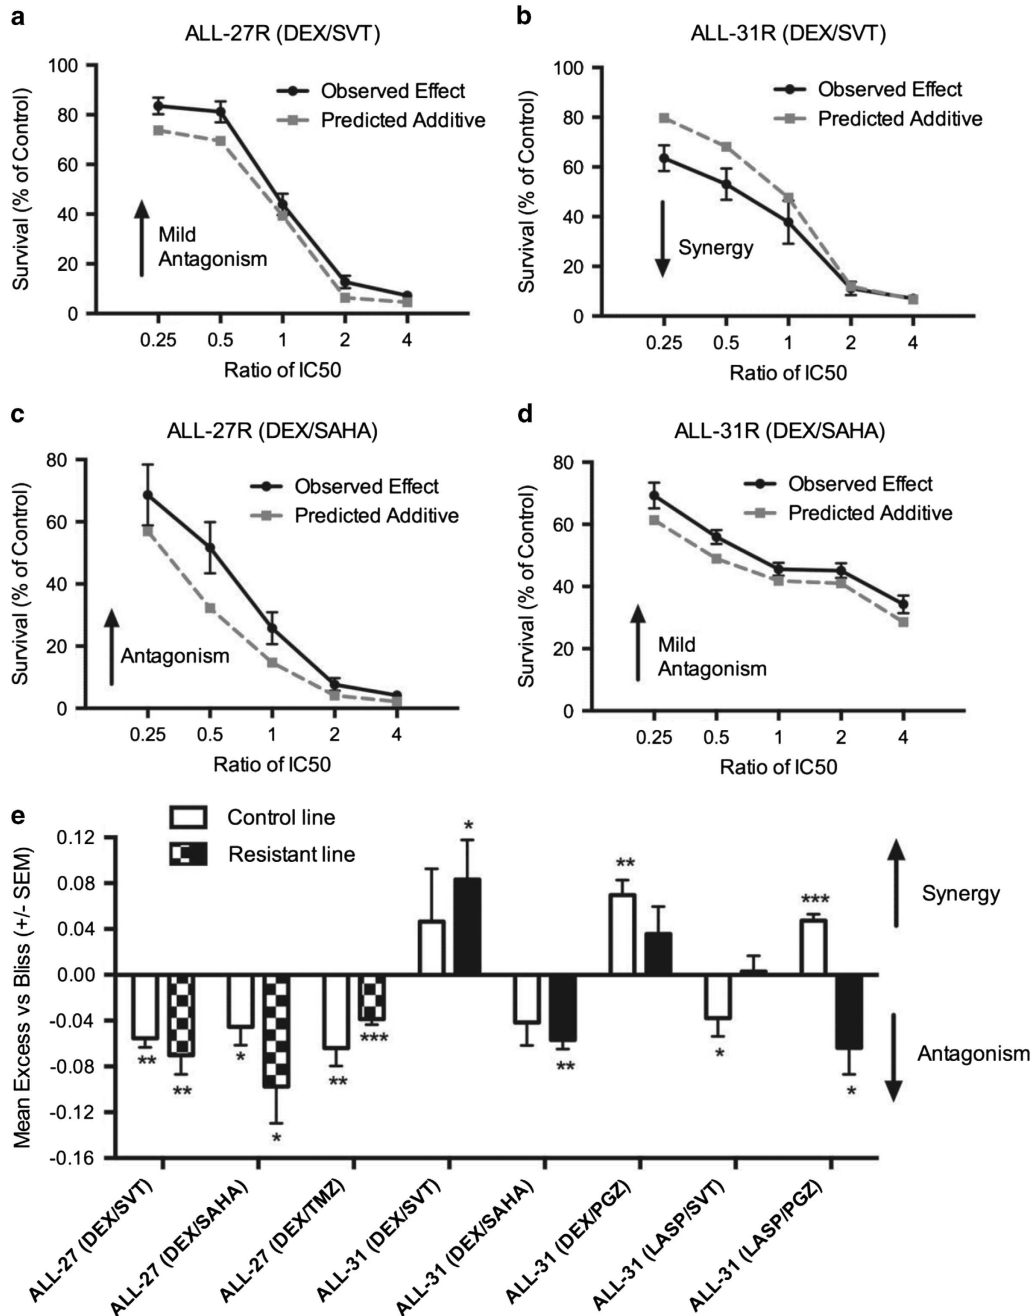 a
ALL-27R (DEX/SVT)
100
80
60
40
20
0
Survival (% of Control)
Observed Effect
Predicted Additive
Mild
Antagonism
0.25 0.5 1 2 4
Ratio of IC50
b
ALL-31R (DEX/SVT)
100
80
60
40
20
0
Survival (% of Control)
Observed Effect
Predicted Additive
Synergy
0.25 0.5 1 2 4
Ratio of IC50
c
ALL-27R (DEX/SAHA)
80
60
40
20
0
Survival (% of Control)
Observed Effect
Predicted Additive
Antagonism
0.25 0.5 1 2 4
Ratio of IC50
d
ALL-31R (DEX/SAHA)
80
60
40
20
0
Survival (% of Control)
Observed Effect
Predicted Additive
Mild
Antagonism
0.25 0.5 1 2 4
Ratio of IC50
e
Control line
Resistant line
0.12
0.08
0.04
0.00
-0.04
-0.08
-0.12
-0.16
Mean Excess vs Bliss (+/- SEM)
** ** * * ** *** * ** ** * *** *
Synergy
Antagonism
ALL-27 (DEX/SVT)
ALL-27 (DEX/SAHA)
ALL-27 (DEX/TMZ)
ALL-31 (DEX/SVT)
ALL-31 (DEX/SAHA)
ALL-31 (DEX/PGZ)
ALL-31 (LASP/SVT)
ALL-31 (LASP/PGZ)